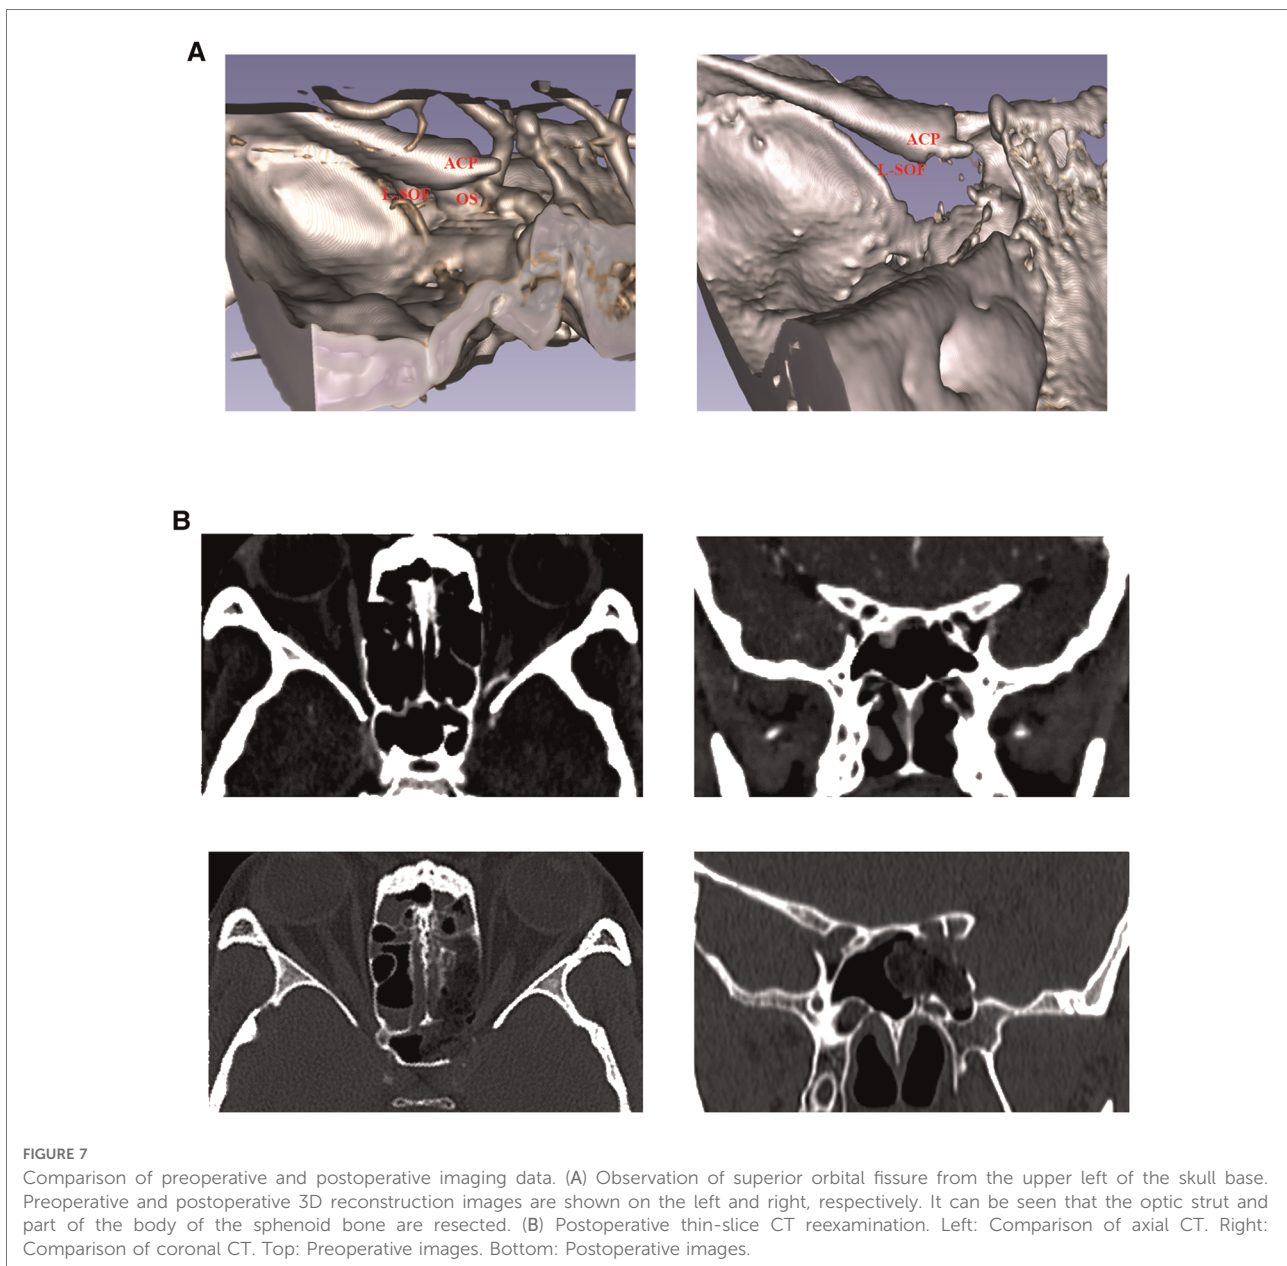 A
ACP
L-SOF
OS
ACP
L-SOF
B
FIGURE 7
Comparison of preoperative and postoperative imaging data. (A) Observation of superior orbital fissure from the upper left of the skull base.
Preoperative and postoperative 3D reconstruction images are shown on the left and right, respectively. It can be seen that the optic strut and
part of the body of the sphenoid bone are resected. (B) Postoperative thin-slice CT reexamination. Left: Comparison of axial CT. Right:
Comparison of coronal CT. Top: Preoperative images. Bottom: Postoperative images.